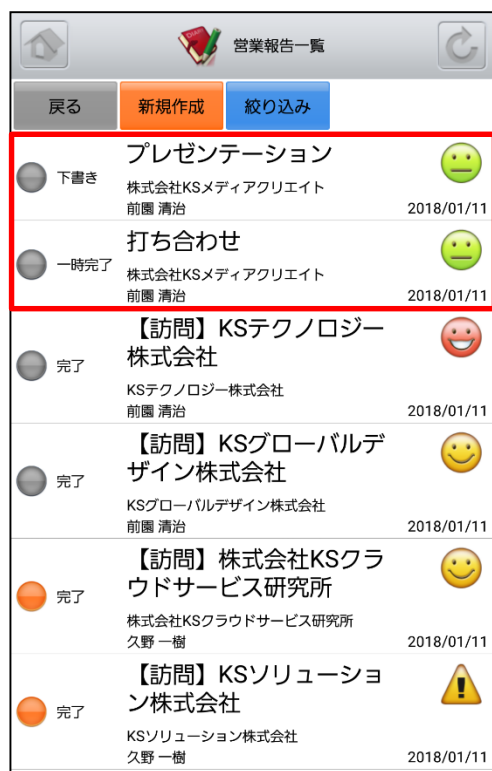 営業報告一覧
戻る
新規作成
絞り込み
プレゼンテーション
下書き
株式会社KSメディアクリエイト
前園 清治
2018/01/11
打ち合わせ
一時完了
株式会社KSメディアクリエイト
前園 清治
2018/01/11
【訪問】KSテクノロジー
株式会社
完了
KSテクノロジー株式会社
前園 清治
2018/01/11
【訪問】KSグローバルデ
ザイン株式会社
完了
KSグローバルデザイン株式会社
前園 清治
2018/01/11
【訪問】株式会社KSクラ
ウドサービス研究所
完了
株式会社KSクラウドサービス研究所
久野 一樹
2018/01/11
【訪問】KSソリューショ
ン株式会社
完了
KSソリューション株式会社
久野 一樹
2018/01/11